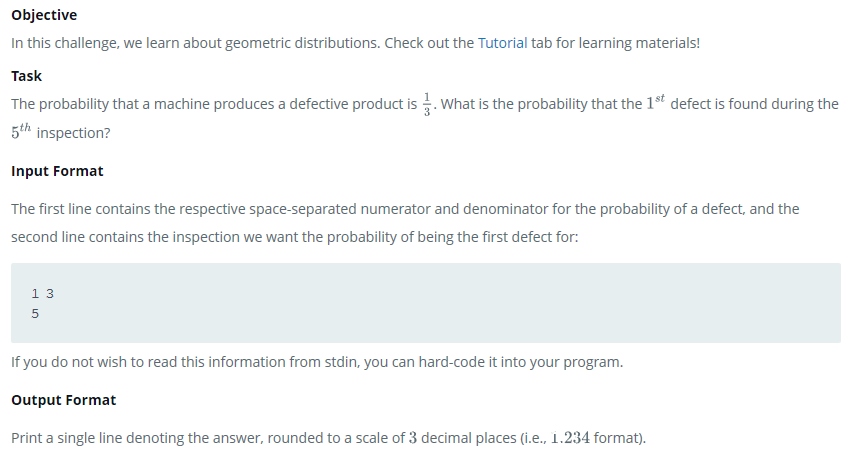 Objective
In this challenge, we learn about geometric distributions. Check out the Tutorial tab for learning materials!
Task
The probability that a machine produces a defective product is 1/3. What is the probability that the 1st defect is found during the
5th inspection?
Input Format
The first line contains the respective space-separated numerator and denominator for the probability of a defect, and the
second line contains the inspection we want the probability of being the first defect for:
1 3
5
If you do not wish to read this information from stdin, you can hard-code it into your program.
Output Format
Print a single line denoting the answer, rounded to a scale of 3 decimal places (i.e., 1.234 format).